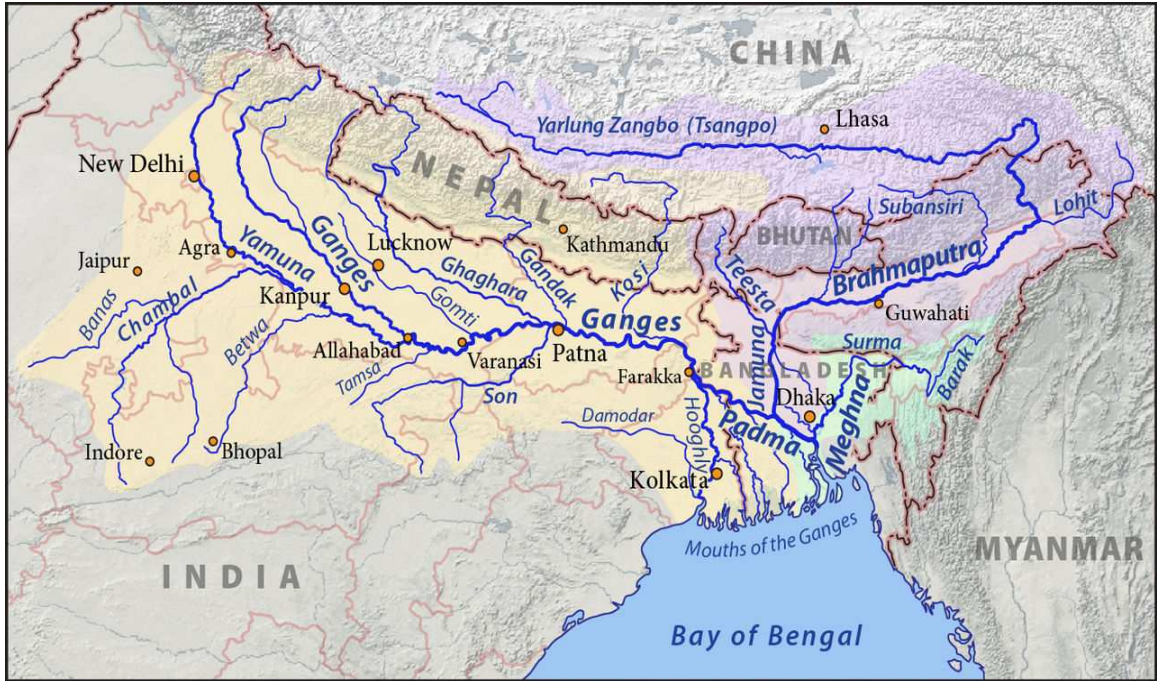 CHINA
Yarlung Zangbo (Tsangpo)
Lhasa
New Delhi
NEPAL
Lohit
Subansiri
BHUTAN
Agra
Yamuna
Ganges
Lucknow
Kathmandu
Jaipur
Ghaghara
Gandak
Kosi
Teesta
Brahmaputra
Banas
Chambal
Kanpur
Gomti
Guwahati
Betwa
Ganges
Allahabad
Varanasi
Patna
Surma
Jamuna
BANGLADESH
Barak
Tamsa
Son
Farakka
Dhaka
Damodar
Hooghly
Padma
Meghna
Indore
Bhopal
Kolkata
Mouths of the Ganges
MYANMAR
INDIA
Bay of Bengal